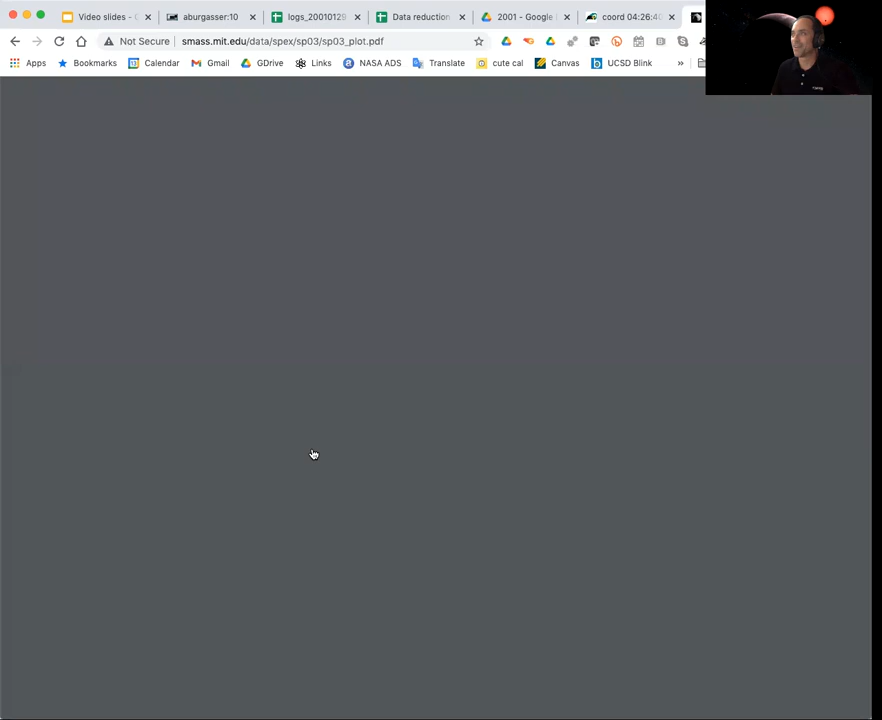 Video slides - G
aburgasser:10
logs_20010129
Data reduction
2001 - Google
coord 04:26:40
Not Secure
smass.mit.edu/data/spex/sp03/sp03_plot.pdf
Apps
Bookmarks
Calendar
Gmail
GDrive
Links
NASA ADS
Translate
cute cal
Canvas
UCSD Blink
»